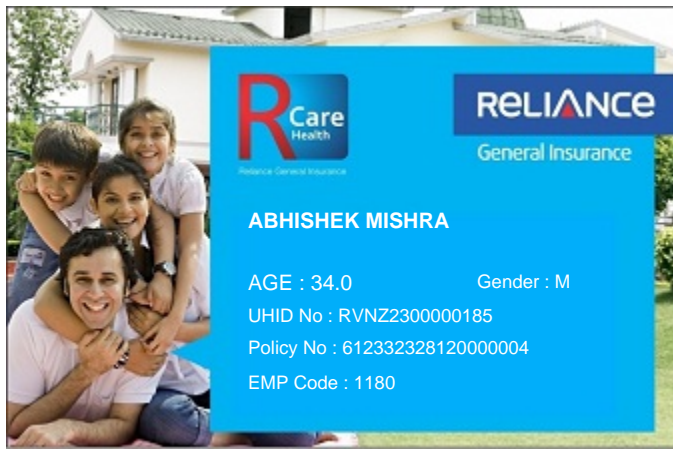 R Care
Health
Reliance General Insurance
RELIANCE
General Insurance
ABHISHEK MISHRA
AGE : 34.0 Gender : M
UHID No : RVNZ2300000185
Policy No : 612332328120000004
EMP Code : 1180